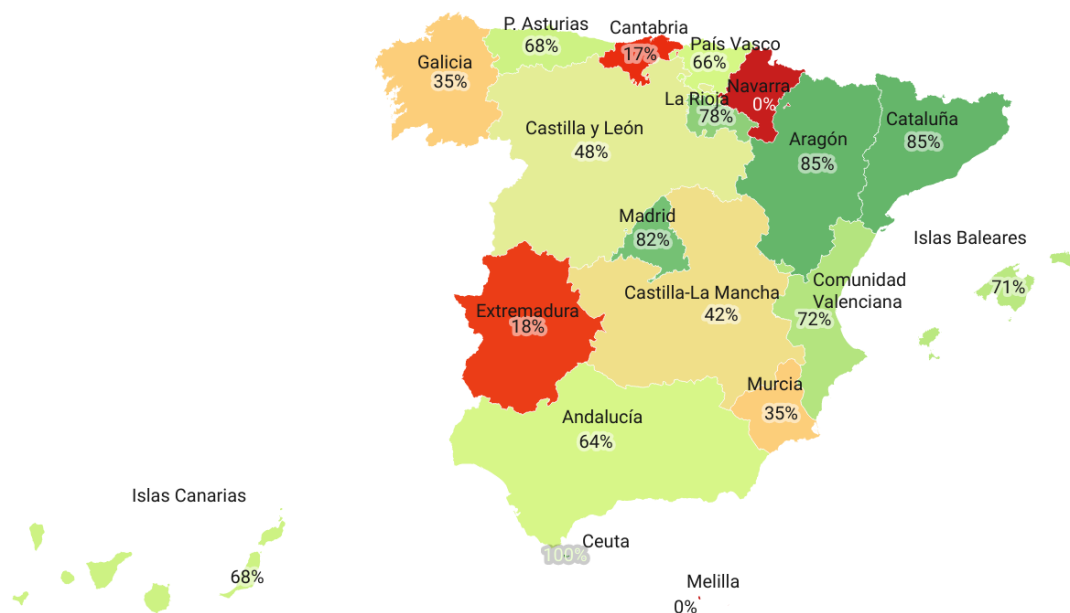 P. Asturias
68%
Cantabria
17%
País Vasco
66%
Galicia
35%
Navarra
0%
La Rioja
78%
Castilla y León
48%
Aragón
85%
Cataluña
85%
Madrid
82%
Islas Baleares
71%
Comunidad
Valenciana
72%
Castilla-La Mancha
42%
Extremadura
18%
Murcia
35%
Andalucía
64%
Islas Canarias
68%
Ceuta
100%
Melilla
0%